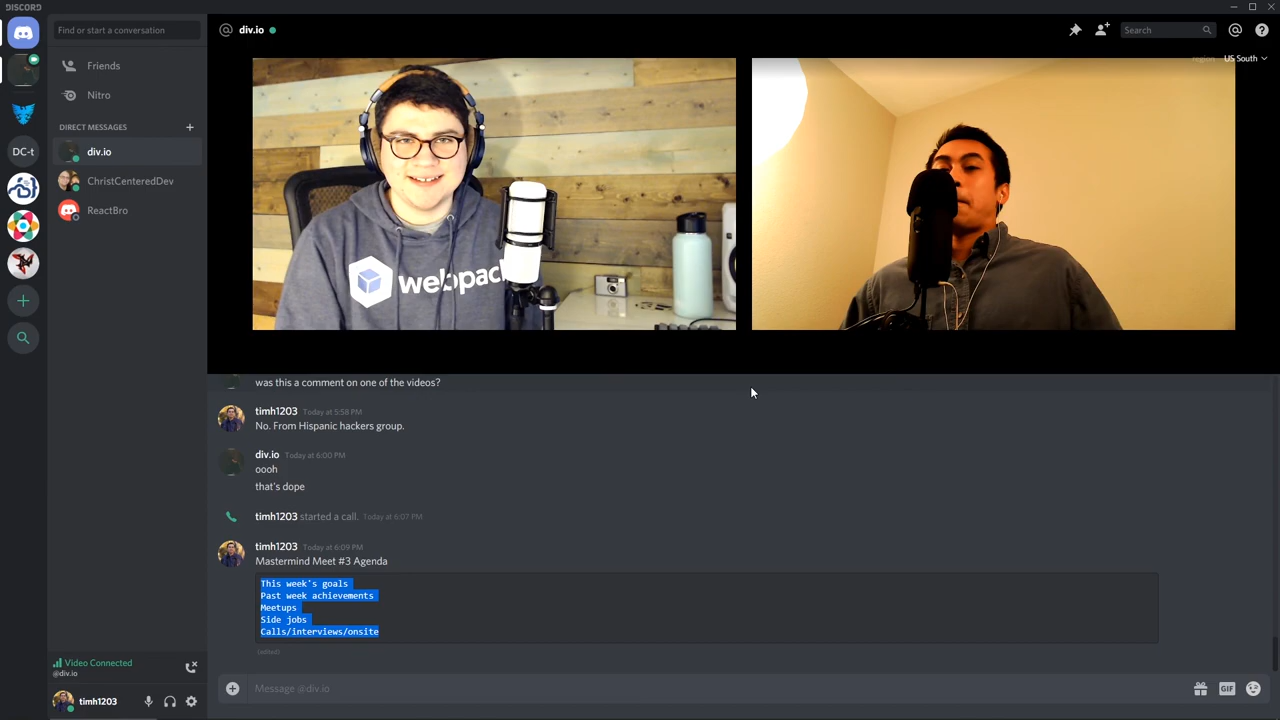 DISCORD
Find or start a conversation
Friends
Nitro
DIRECT MESSAGES
div.io
ChristCenteredDev
ReactBro
DC-t
Video Connected
@div.io
timh1203
div.io
Search
region US South
webpack
was this a comment on one of the videos?
timh1203 Today at 5:58 PM
No. From Hispanic hackers group.
div.io Today at 6:00 PM
oooh
that's dope
timh1203 started a call. Today at 6:07 PM
timh1203 Today at 6:09 PM
Mastermind Meet #3 Agenda
This week's goals
Past week achievements
Meetups
Side jobs
Calls/interviews/onsite
(edited)
Message @div.io
GIF